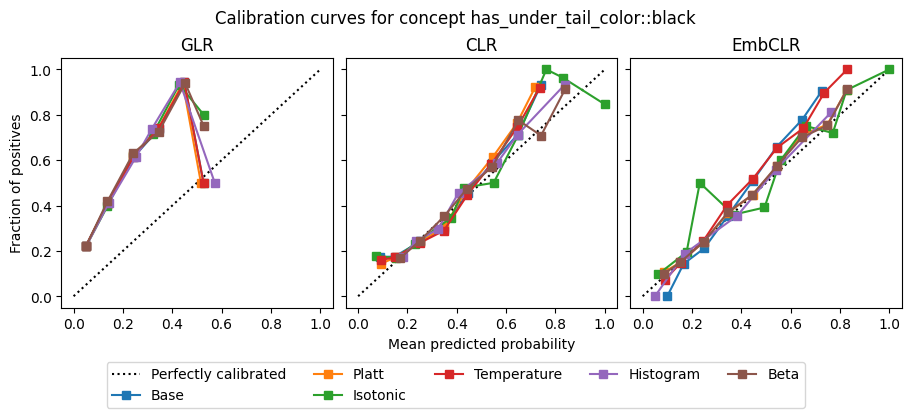 Calibration curves for concept has_under_tail_color::black
GLR
CLR
EmbCLR
Fraction of positives
1.0
0.8
0.6
0.4
0.2
0.0
0.0 0.2 0.4 0.6 0.8 1.0
0.0 0.2 0.4 0.6 0.8 1.0
0.0 0.2 0.4 0.6 0.8 1.0
Mean predicted probability
Perfectly calibrated
Base
Platt
Isotonic
Temperature
Histogram
Beta